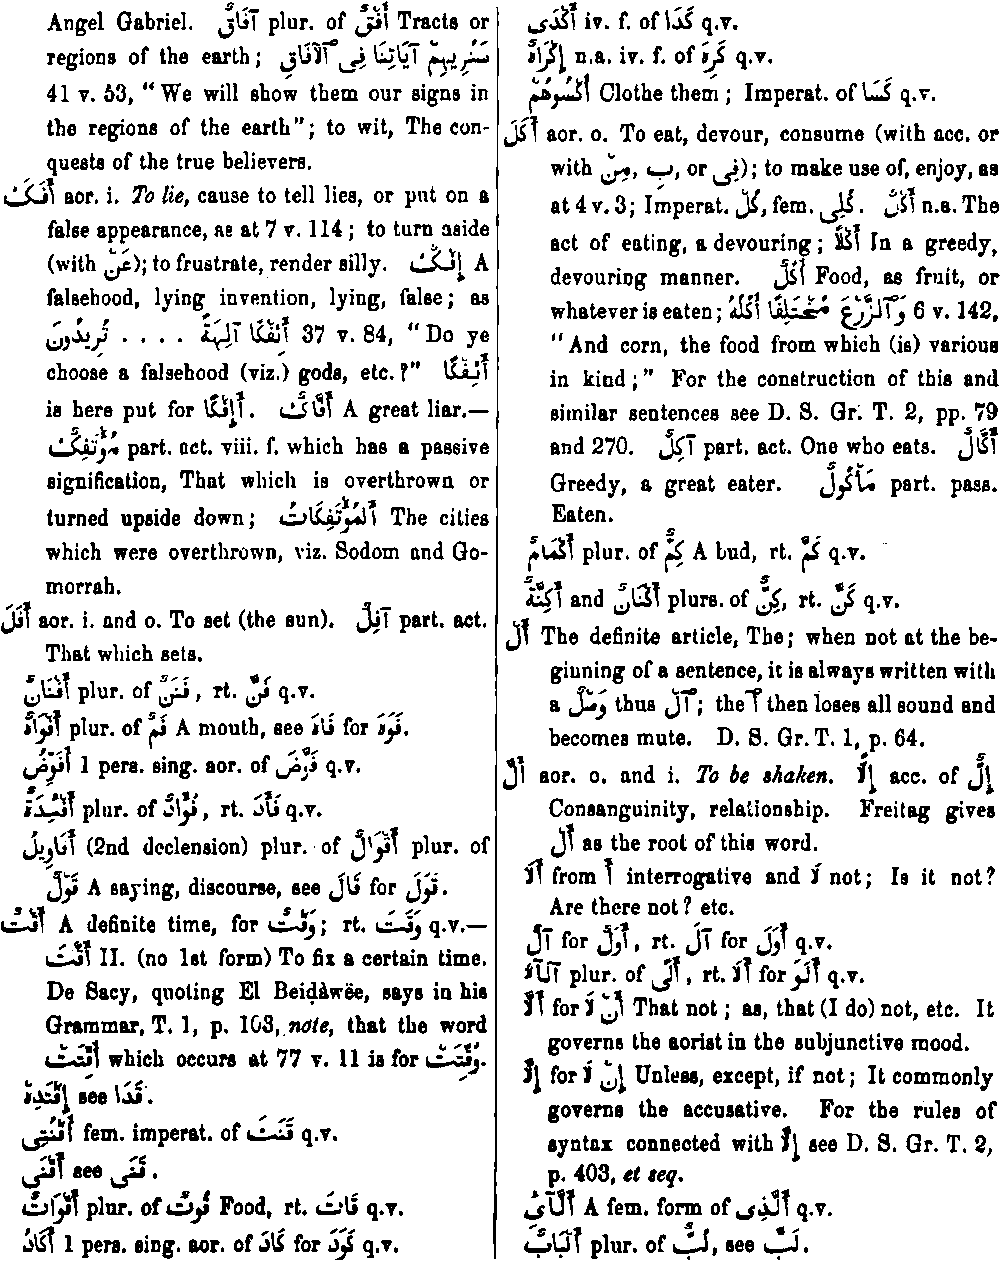 Angel Gabriel. آفَاقٌ plur. of أُفُقٌ Tracts or
regions of the earth; سَنُرِيهِمْ آيَاتِنَا فِي ٱلْآفَاقِ
41 v. 53, “We will show them our signs in
the regions of the earth”; to wit, The con-
quests of the true believers.
أَفَكَ aor. i. To lie, cause to tell lies, or put on a
false appearance, as at 7 v. 114; to turn aside
(with عَنْ); to frustrate, render silly. إِفْكٌ A
falsehood, lying invention, lying, false; as
أَئِفْكًا آلِهَةً .... تُرِيدُونَ 37 v. 84, “Do ye
choose a falsehood (viz.) gods, etc.?” أَئِفْكًا
is here put for أَإِفْكًا. أَفَّاكٌ A great liar.—
مُؤْتَفِكٌ part. act. viii. f. which has a passive
signification, That which is overthrown or
turned upside down; أَلْمُؤْتَفِكَاتُ The cities
which were overthrown, viz. Sodom and Go-
morrah.
أَفَلَ aor. i. and o. To set (the sun). آفِلٌ part. act.
That which sets.
أَفْنَانٌ plur. of فَنَنٌ, rt. فَنَّ q.v.
أَفْوَاهٌ plur. of فَمٌ A mouth, see فَاهَ for فَوَهَ.
أُفَوِّضُ 1 pers. sing. aor. of فَوَّضَ q.v.
أَفْئِدَةٌ plur. of فُؤَادٌ, rt. فَأَدَ q.v.
أَقَاوِيلُ (2nd declension) plur. of أَقْوَالٌ plur. of
قَوْلٌ A saying, discourse, see قَالَ for قَوَلَ.
أَقْتٌ A definite time, for وَقْتٌ; rt. وَقَتَ q.v.—
أَقَّتَ II. (no 1st form) To fix a certain time.
De Sacy, quoting El Beidàwëe, says in his
Grammar, T. 1, p. 103, note, that the word
أُقِّتَتْ which occurs at 77 v. 11 is for وُقِّتَتْ.
إِقْتَدِهْ see قَدَا.
أُقْنُتِي fem. imperat. of قَنَتَ q.v.
أَقْنَى see قَنَى.
أَقْوَاتٌ plur. of قُوتٌ Food, rt. قَاتَ q.v.
أَكَادُ 1 pers. sing. aor. of كَادَ for كَوَدَ q.v.
أَكْدَى iv. f. of كَدَا q.v.
إِكْرَاهٌ n.a. iv. f. of كَرِهَ q.v.
أُكْسُوهُمْ Clothe them; Imperat. of كَسَا q.v.
أَكَلَ aor. o. To eat, devour, consume (with acc. or
with مِنْ, بِ, or فِي); to make use of, enjoy, as
at 4 v. 3; Imperat. كُلْ, fem. كُلِي. أَكْلٌ n.a. The
act of eating, a devouring; أَكْلًا In a greedy,
devouring manner. أُكُلٌ Food, as fruit, or
whatever is eaten; وَٱلزَّرْعَ مُخْتَلِفًا أُكُلُهُ 6 v. 142,
“And corn, the food from which (is) various
in kind;” For the construction of this and
similar sentences see D. S. Gr. T. 2, pp. 79
and 270. آكِلٌ part. act. One who eats. أَكَّالٌ
Greedy, a great eater. مَأْكُولٌ part. pass.
Eaten.
أَكْمَامٌ plur. of كِمٌّ A bud, rt. كَمَّ q.v.
أَكِنَّةٌ and أَكْنَانٌ plurs. of كِنٌّ, rt. كَنَّ q.v.
أَلْ The definite article, The; when not at the be-
ginning of a sentence, it is always written with
a وَصْلٌ thus ٱلْ; the ٱ then loses all sound and
becomes mute. D. S. Gr. T. 1, p. 64.
أَلَّ aor. o. and i. To be shaken. إِلًّا acc. of إِلٌّ
Consanguinity, relationship. Freitag gives
أَلَ as the root of this word.
أَلَا from أَ interrogative and لَا not; Is it not?
Are there not? etc.
آلٌ for أَوَلٌ, rt. آلَ for أَوَلَ q.v.
آلَآءٌ plur. of أَلًى, rt. أَلَا for أَلَوَ q.v.
أَلَّا for أَنْ لَا That not; as, that (I do) not, etc. It
governs the aorist in the subjunctive mood.
إِلَّا for إِنْ لَا Unless, except, if not; It commonly
governs the accusative. For the rules of
syntax connected with إِلَّا see D. S. Gr. T. 2,
p. 403, et seq.
أَلَّآئِي A fem. form of أَلَّذِي q.v.
أَلْبَابٌ plur. of لُبٌّ, see لَبَّ.